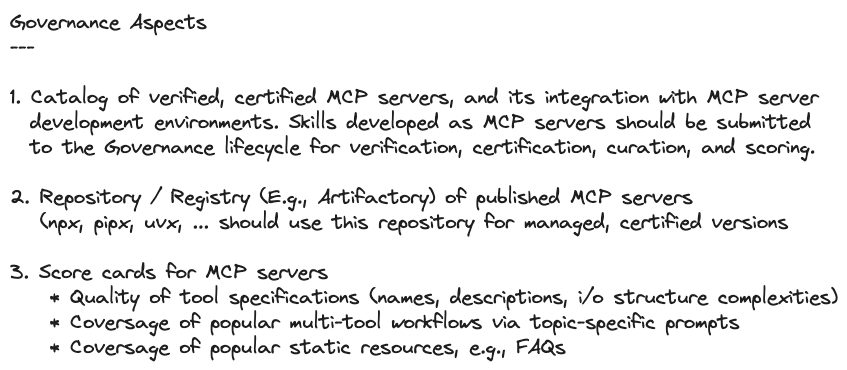 Governance Aspects
---
1. Catalog of verified, certified MCP servers, and its integration with MCP server
development environments. Skills developed as MCP servers should be submitted
to the Governance lifecycle for verification, certification, curation, and scoring.
2. Repository / Registry (E.g., Artifactory) of published MCP servers
(npx, pipx, uvx, ... should use this repository for managed, certified versions
3. Score cards for MCP servers
* Quality of tool specifications (names, descriptions, i/o structure complexities)
* Coversage of popular multi-tool workflows via topic-specific prompts
* Coversage of popular static resources, e.g., FAQs